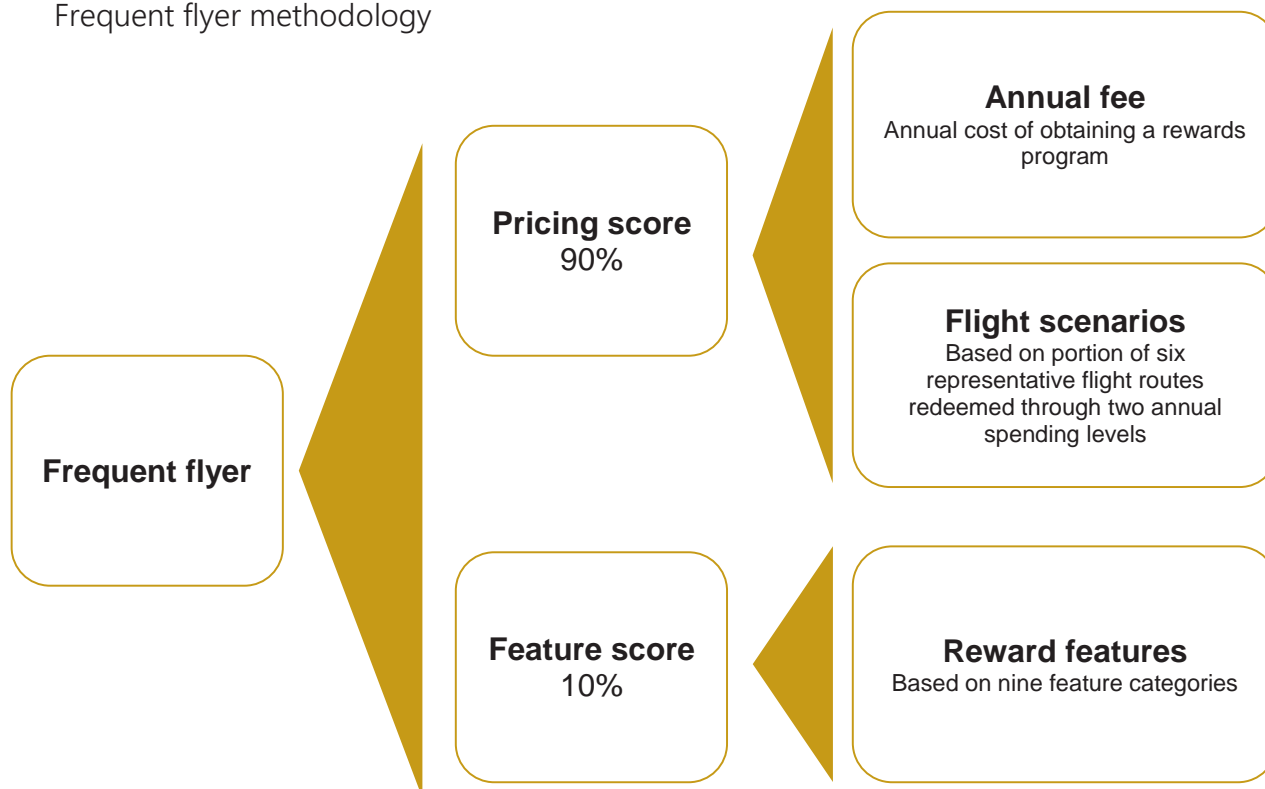 Frequent flyer methodology
Annual fee
Annual cost of obtaining a rewards
program
Pricing score
90%
Flight scenarios
Based on portion of six
representative flight routes
redeemed through two annual
spending levels
Frequent flyer
Feature score
10%
Reward features
Based on nine feature categories